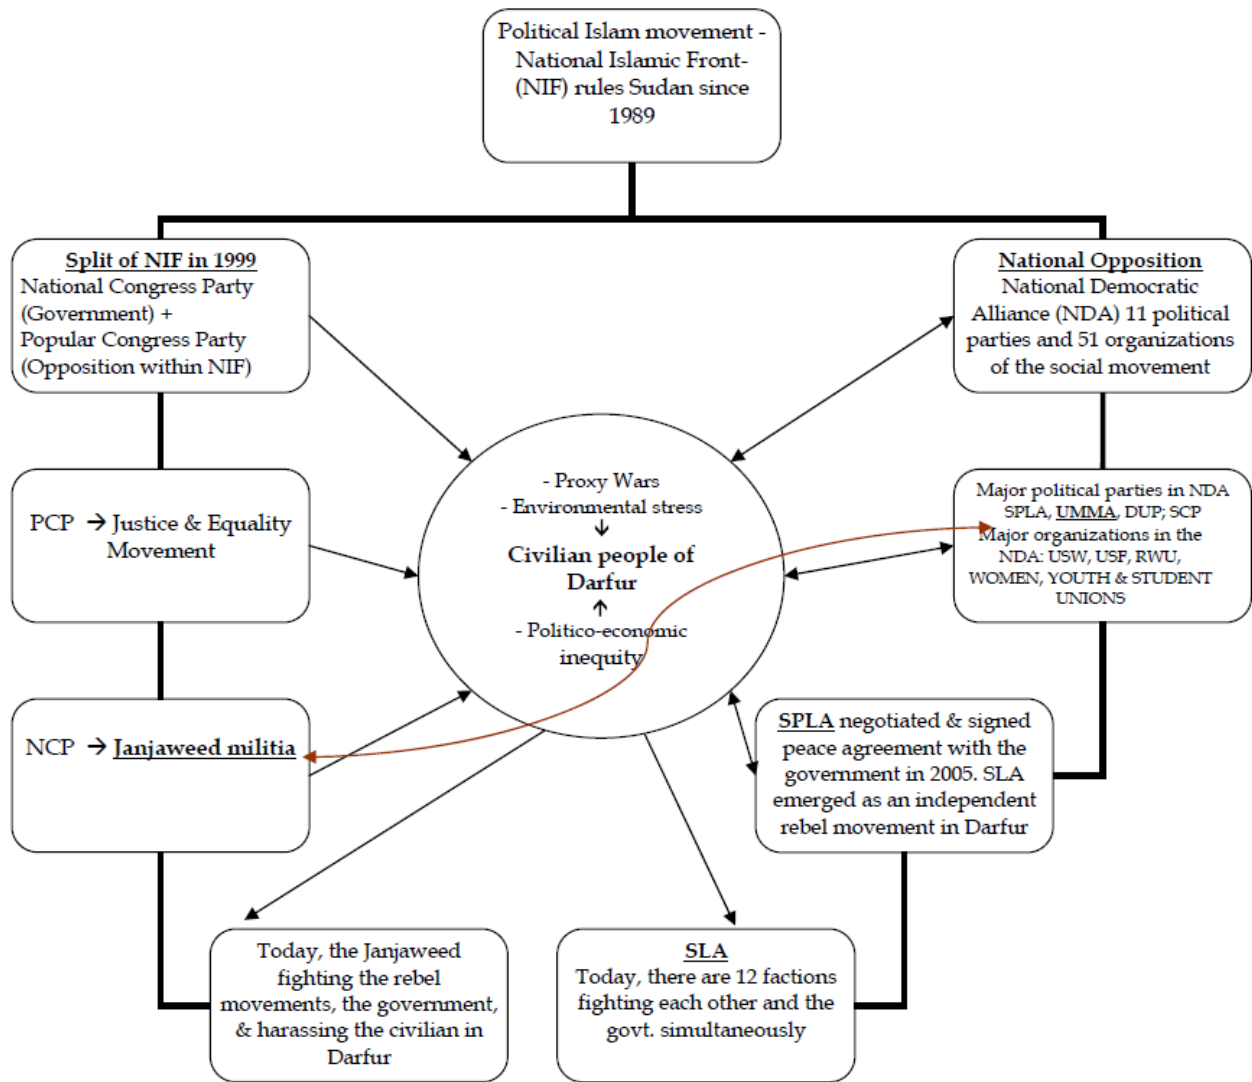 Political Islam movement -
National Islamic Front-
(NIF) rules Sudan since
1989
Split of NIF in 1999
National Congress Party
(Government) +
Popular Congress Party
(Opposition within NIF)
National Opposition
National Democratic
Alliance (NDA) 11 political
parties and 51 organizations
of the social movement
- Proxy Wars
- Environmental stress
↓
Civilian people of
Darfur
↑
- Politico-economic
inequity
PCP → Justice & Equality
Movement
Major political parties in NDA
SPLA, UMMA, DUP; SCP
Major organizations in the
NDA: USW, USF, RWU,
WOMEN, YOUTH & STUDENT
UNIONS
NCP → Janjaweed militia
SPLA negotiated & signed
peace agreement with the
government in 2005. SLA
emerged as an independent
rebel movement in Darfur
Today, the Janjaweed
fighting the rebel
movements, the government,
& harassing the civilian in
Darfur
SLA
Today, there are 12 factions
fighting each other and the
govt. simultaneously